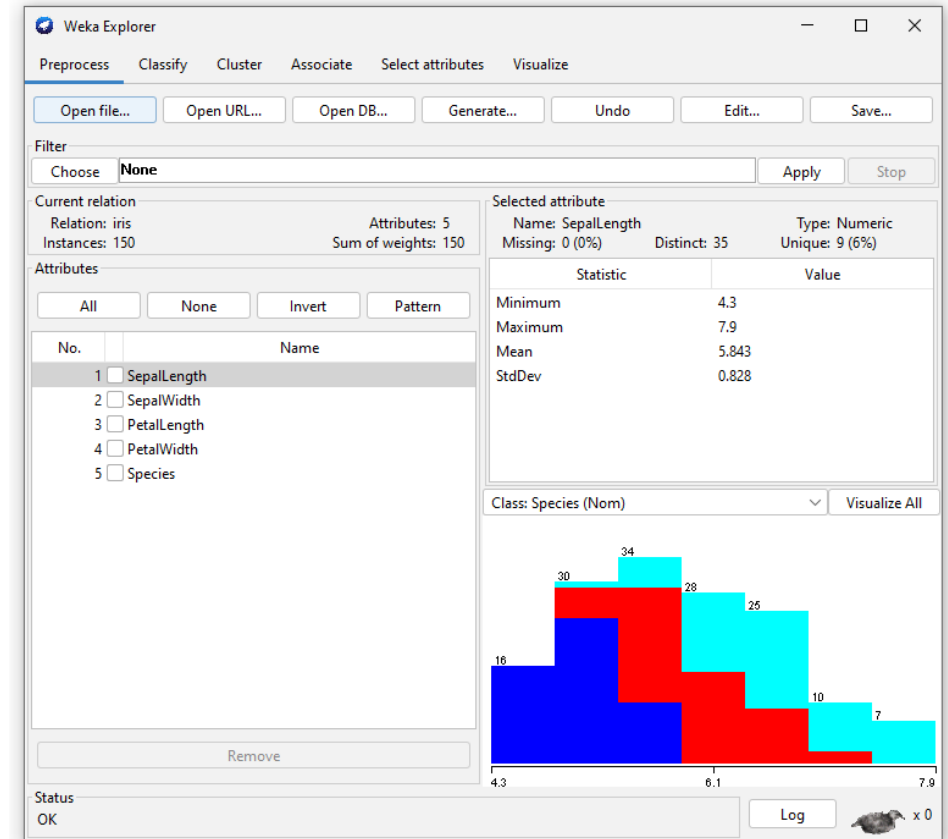 Weka Explorer
Preprocess Classify Cluster Associate Select attributes Visualize
Open file... Open URL... Open DB... Generate... Undo Edit... Save...
Filter
Choose None Apply Stop
Current relation
Relation: iris Attributes: 5
Instances: 150 Sum of weights: 150
Attributes
All None Invert Pattern
No. Name
1 SepalLength
2 SepalWidth
3 PetalLength
4 PetalWidth
5 Species
Remove
Selected attribute
Name: SepalLength Type: Numeric
Missing: 0 (0%) Distinct: 35 Unique: 9 (6%)
Statistic Value
Minimum 4.3
Maximum 7.9
Mean 5.843
StdDev 0.828
Class: Species (Nom) Visualize All
16 30 34 28 25 10 7
4.3 6.1 7.9
Status
OK Log x 0